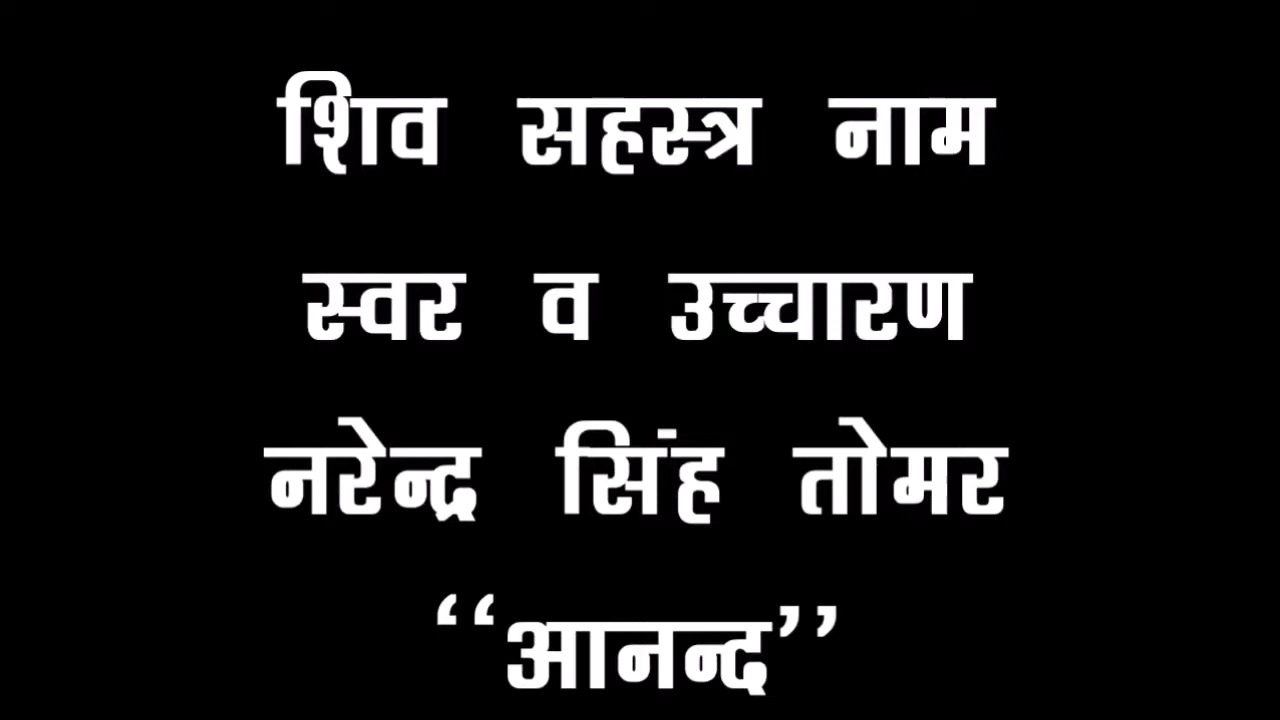 शिव सहस्त्र नाम
स्वर व उच्चारण
नरेन्द्र सिंह तोमर
‘‘आनन्द’’